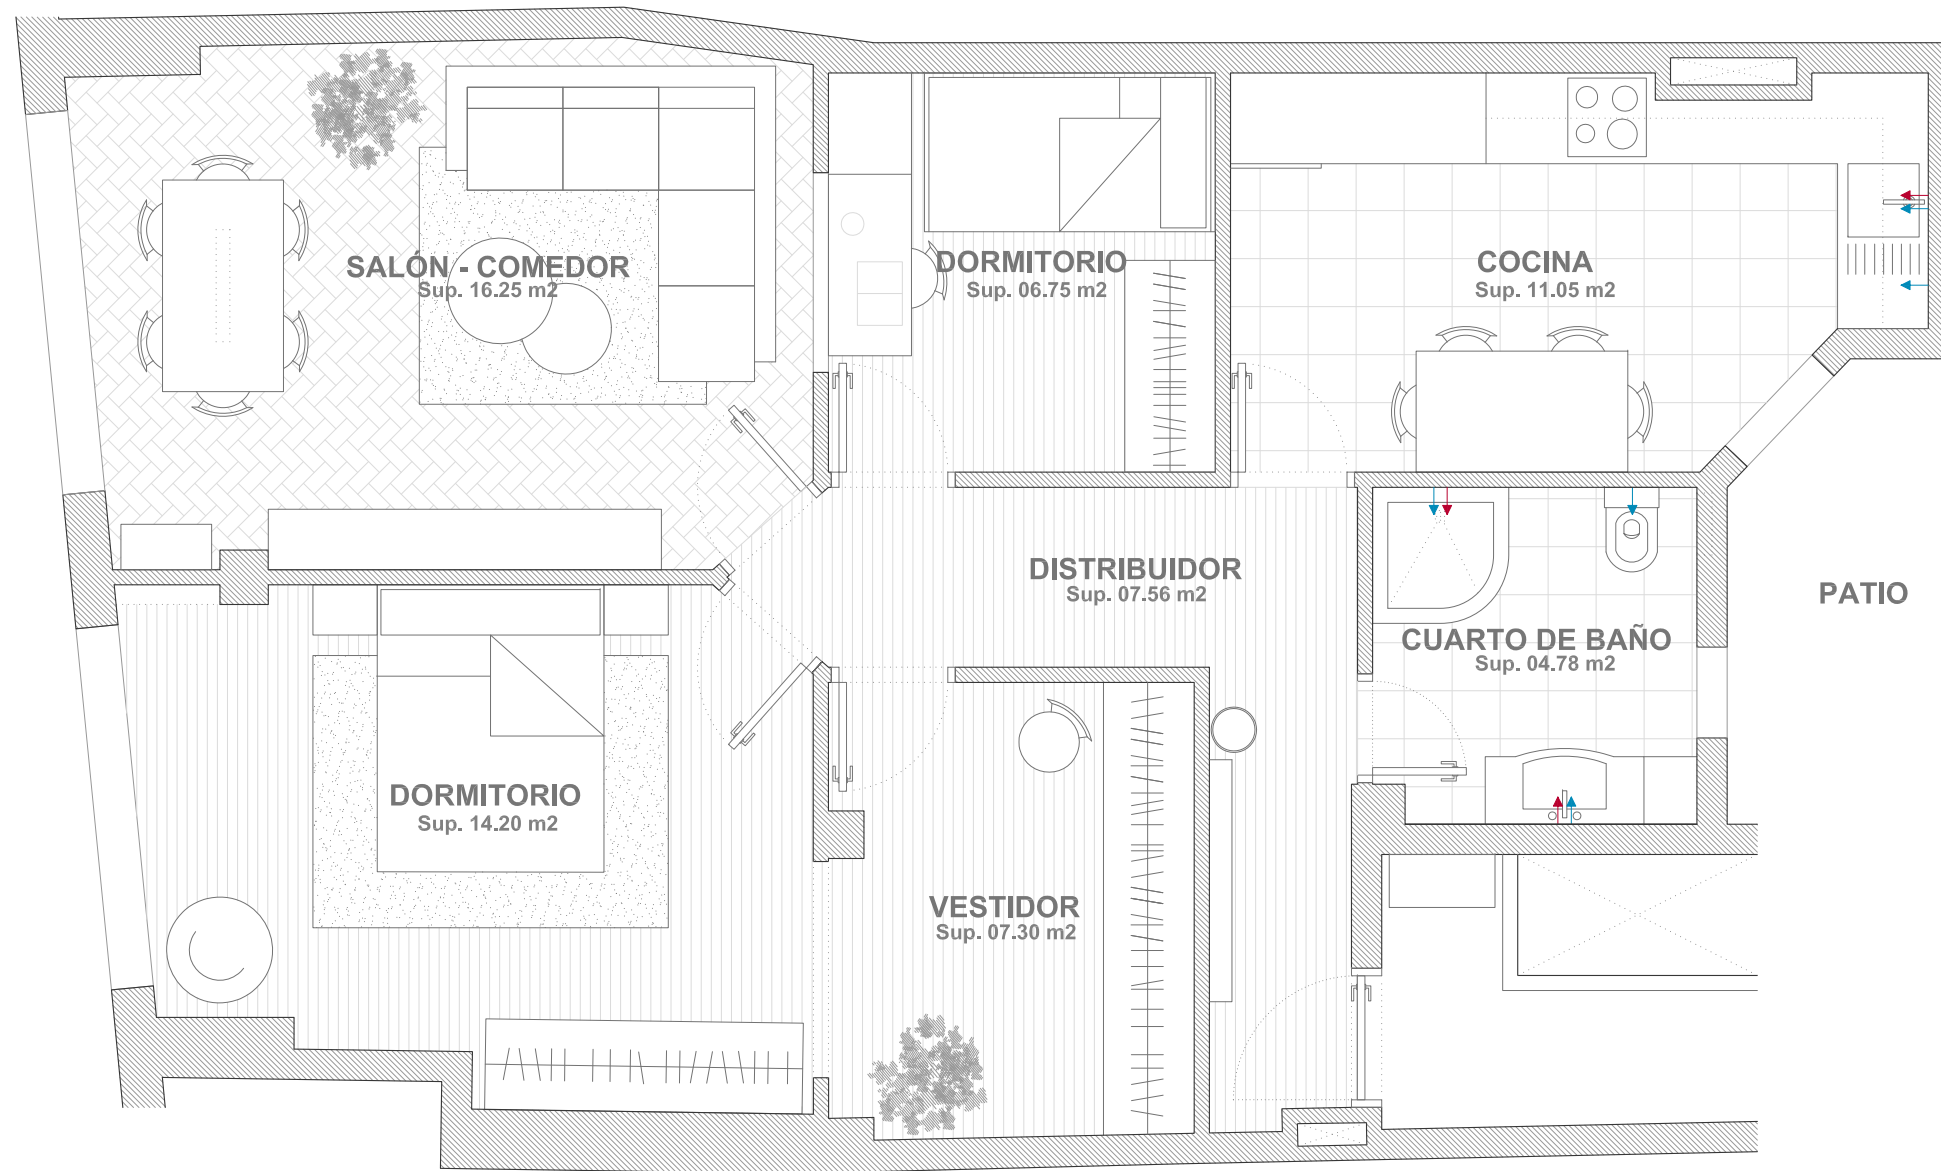 SALÓN - COMEDOR
Sup. 16.25 m2
DORMITORIO
Sup. 06.75 m2
COCINA
Sup. 11.05 m2
DISTRIBUIDOR
Sup. 07.56 m2
CUARTO DE BAÑO
Sup. 04.78 m2
PATIO
DORMITORIO
Sup. 14.20 m2
VESTIDOR
Sup. 07.30 m2